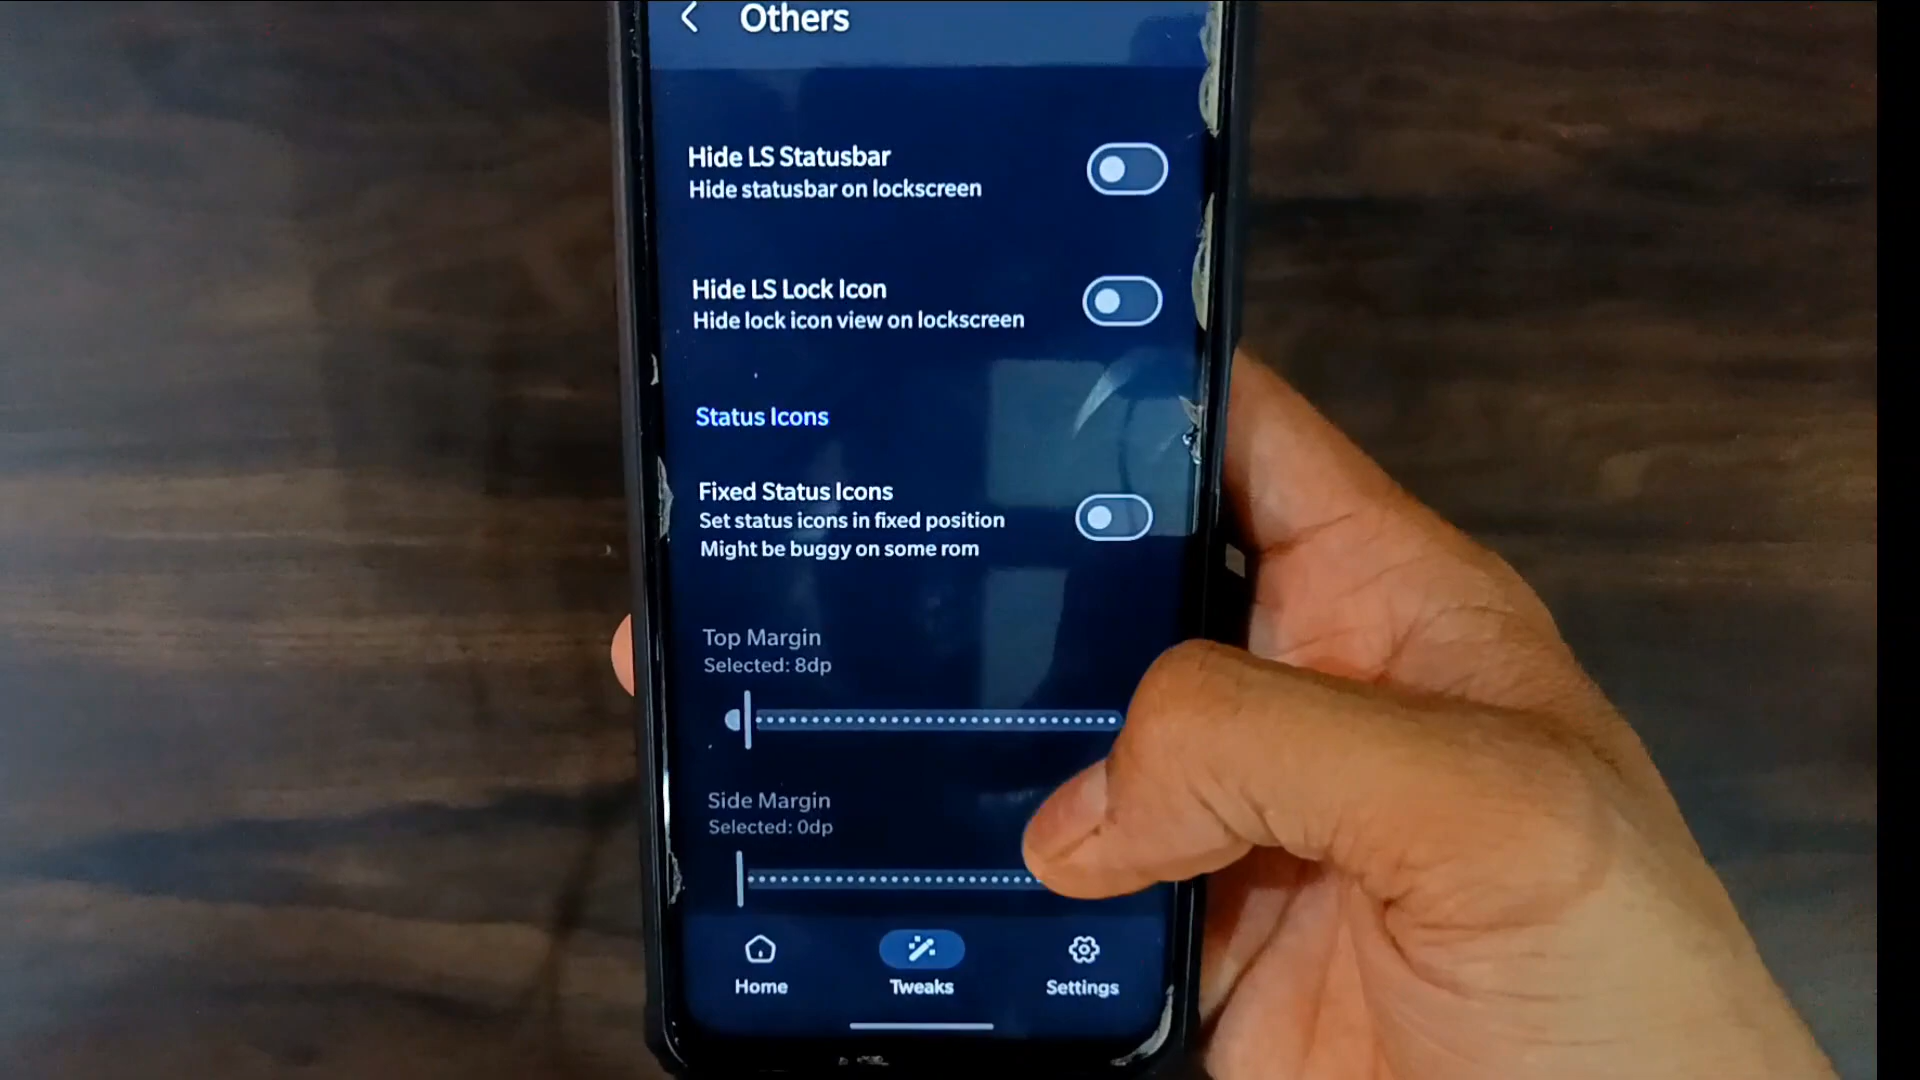 Others
Hide LS Statusbar
Hide statusbar on lockscreen
Hide LS Lock Icon
Hide lock icon view on lockscreen
Status Icons
Fixed Status Icons
Set status icons in fixed position
Might be buggy on some rom
Top Margin
Selected: 8dp
Side Margin
Selected: 0dp
Home
Tweaks
Settings